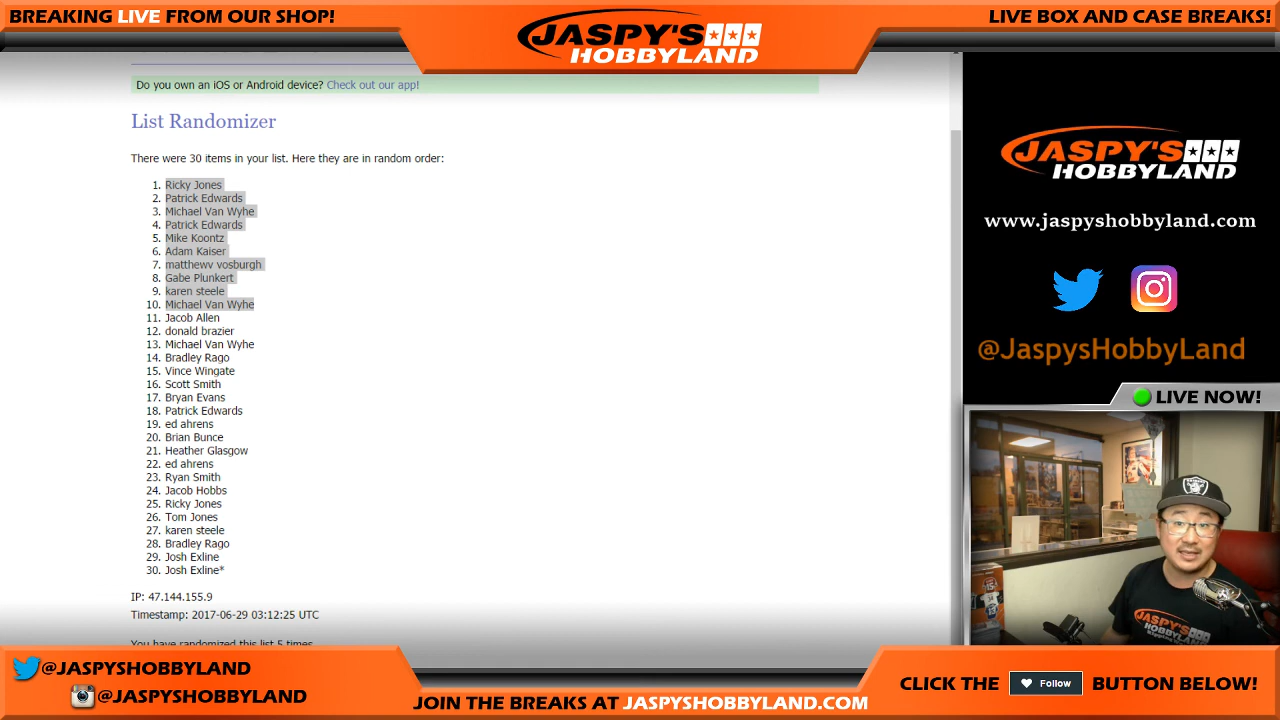 BREAKING LIVE FROM OUR SHOP!
JASPY'S
HOBBYLAND
LIVE BOX AND CASE BREAKS!
Do you own an iOS or Android device? Check out our app!
List Randomizer
There were 30 items in your list. Here they are in random order:
1. Ricky Jones
2. Patrick Edwards
3. Michael Van Wyhe
4. Patrick Edwards
5. Mike Koontz
6. Adam Kaiser
7. matthewv vosburgh
8. Gabe Plunkert
9. karen steele
10. Michael Van Wyhe
11. Jacob Allen
12. donald brazier
13. Michael Van Wyhe
14. Bradley Rago
15. Vince Wingate
16. Scott Smith
17. Bryan Evans
18. Patrick Edwards
19. ed ahrens
20. Brian Bunce
21. Heather Glasgow
22. ed ahrens
23. Ryan Smith
24. Jacob Hobbs
25. Ricky Jones
26. Tom Jones
27. karen steele
28. Bradley Rago
29. Josh Exline
30. Josh Exline*
IP: 47.144.155.9
Timestamp: 2017-06-29 03:12:25 UTC
You have randomized this list 5 times
JASPY'S
HOBBYLAND
www.jaspyshobbyland.com
@JaspysHobbyLand
LIVE NOW!
JASPY'S
HOBBYLAND
@JASPYSHOBBYLAND
@JASPYSHOBBYLAND
JOIN THE BREAKS AT JASPYSHOBBYLAND.COM
CLICK THE Follow BUTTON BELOW!